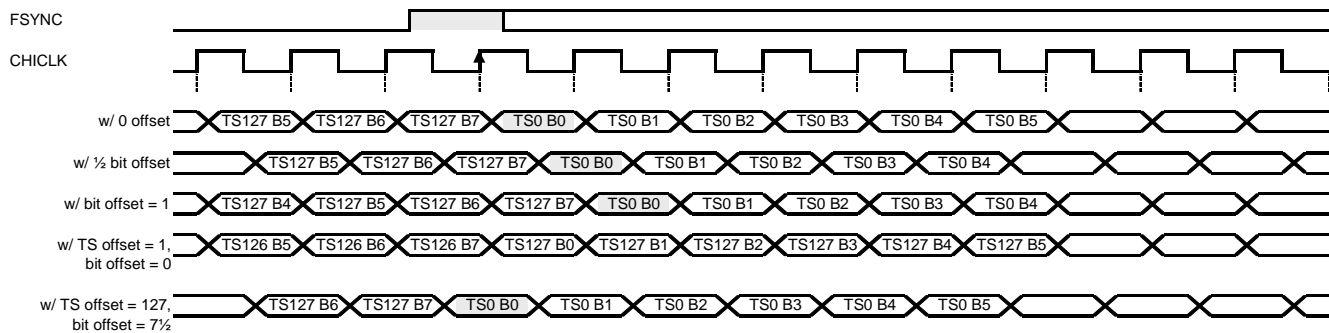 FSYNC
CHICLK
w/ 0 offset TS127 B5 TS127 B6 TS127 B7 TS0 B0 TS0 B1 TS0 B2 TS0 B3 TS0 B4 TS0 B5
w/ ½ bit offset TS127 B5 TS127 B6 TS127 B7 TS0 B0 TS0 B1 TS0 B2 TS0 B3 TS0 B4
w/ bit offset = 1 TS127 B4 TS127 B5 TS127 B6 TS127 B7 TS0 B0 TS0 B1 TS0 B2 TS0 B3 TS0 B4
w/ TS offset = 1, TS126 B5 TS126 B6 TS126 B7 TS127 B0 TS127 B1 TS127 B2 TS127 B3 TS127 B4 TS127 B5
bit offset = 0
w/ TS offset = 127, TS127 B6 TS127 B7 TS0 B0 TS0 B1 TS0 B2 TS0 B3 TS0 B4 TS0 B5
bit offset = 7½